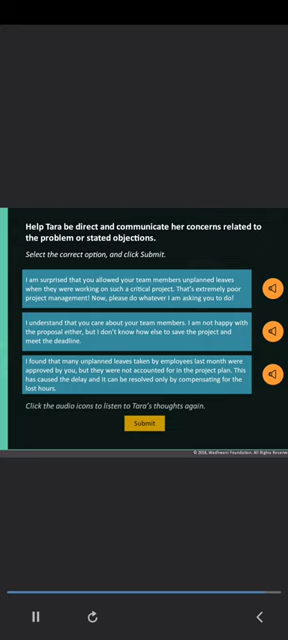 Help Tara be direct and communicate her concerns related to
the problem or stated objections.
Select the correct option, and click Submit.
I am surprised that you allowed your team members unplanned leaves
when they were working on such a critical project. That's extremely poor
project management! Now, please do whatever I am asking you to do!
I understand that you care about your team members. I am not happy with
the proposal either, but I don't know how else to save the project and
meet the deadline.
I found that many unplanned leaves taken by employees last month were
approved by you, but they were not accounted for in the project plan. This
has caused the delay and it can be resolved only by compensating for the
lost hours.
Click the audio icons to listen to Tara's thoughts again.
Submit
© 2018, Wadhwani Foundation, All Rights Reserved